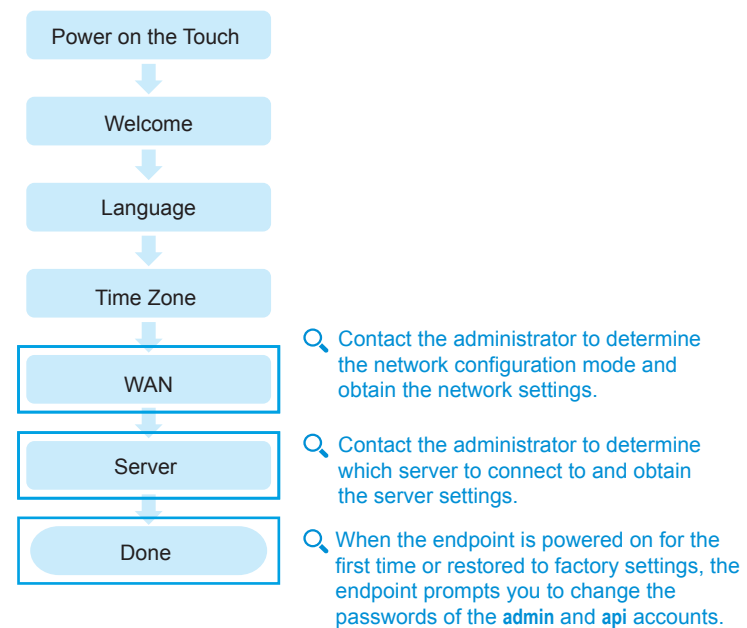 Power on the Touch
Welcome
Language
Time Zone
WAN
Contact the administrator to determine
the network configuration mode and
obtain the network settings.
Server
Contact the administrator to determine
which server to connect to and obtain
the server settings.
Done
When the endpoint is powered on for the
first time or restored to factory settings, the
endpoint prompts you to change the
passwords of the admin and api accounts.